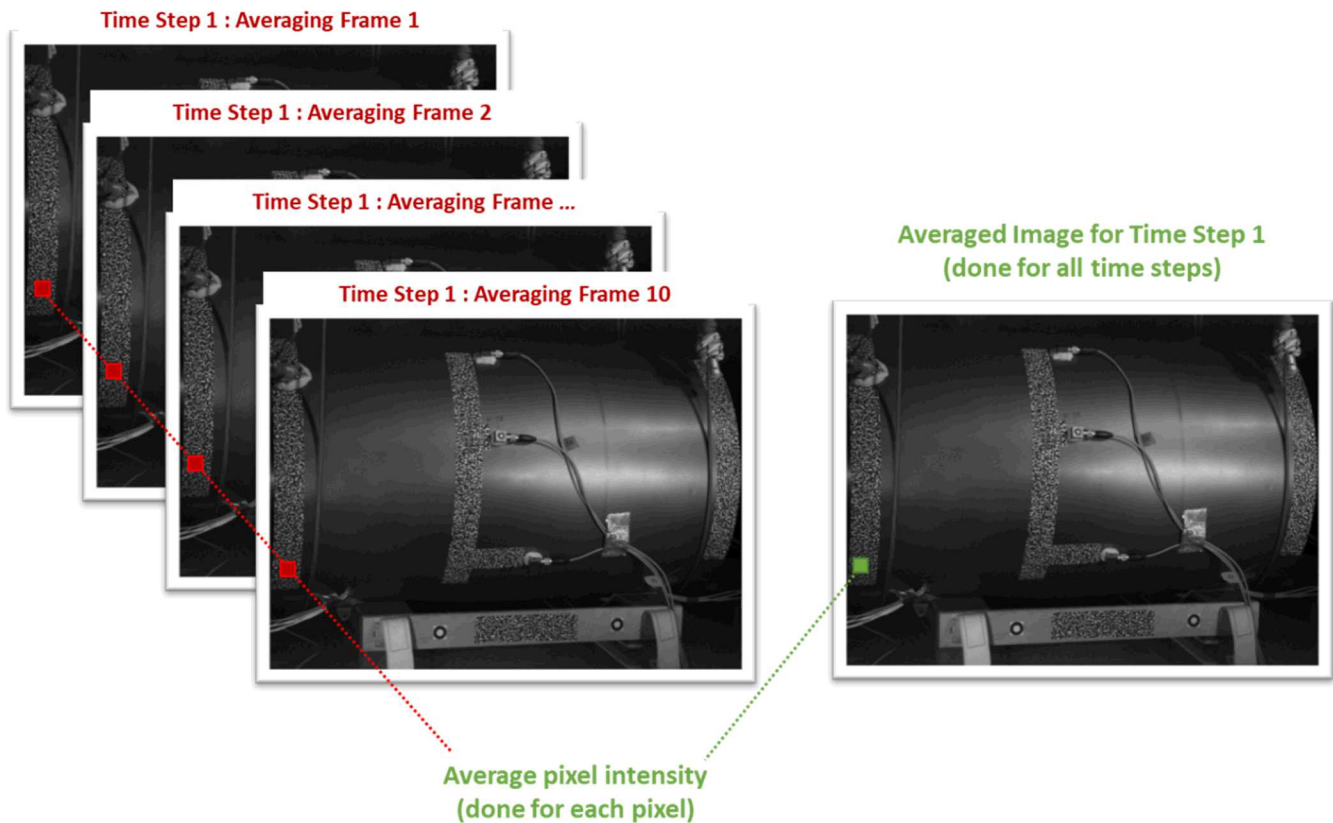 Time Step 1 : Averaging Frame 1
Time Step 1 : Averaging Frame 2
Time Step 1 : Averaging Frame ...
Time Step 1 : Averaging Frame 10
Averaged Image for Time Step 1
(done for all time steps)
Average pixel intensity
(done for each pixel)